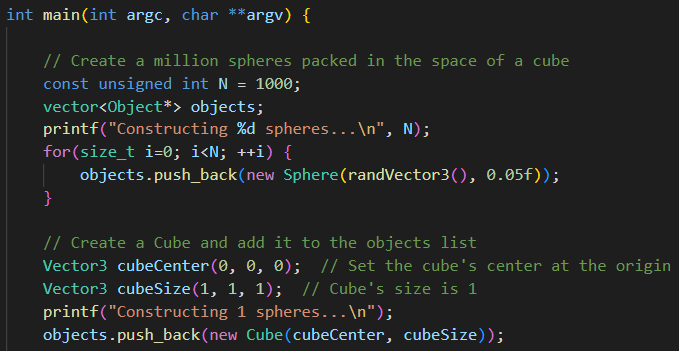 int main(int argc, char **argv) {
// Create a million spheres packed in the space of a cube
const unsigned int N = 1000;
vector<Object*> objects;
printf("Constructing %d spheres...\n", N);
for(size_t i=0; i<N; ++i) {
objects.push_back(new Sphere(randVector3(), 0.05f));
}
// Create a Cube and add it to the objects list
Vector3 cubeCenter(0, 0, 0);  // Set the cube's center at the origin
Vector3 cubeSize(1, 1, 1);  // Cube's size is 1
printf("Constructing 1 spheres...\n");
objects.push_back(new Cube(cubeCenter, cubeSize));